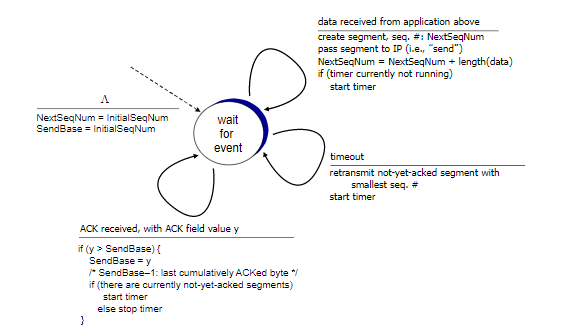 data received from application above
create segment, seq. #: NextSeqNum
pass segment to IP (i.e., “send”)
NextSeqNum = NextSeqNum + length(data)
if (timer currently not running)
start timer
Λ
NextSeqNum = InitialSeqNum
SendBase = InitialSeqNum
wait
for
event
timeout
retransmit not-yet-acked segment with
smallest seq. #
start timer
ACK received, with ACK field value y
if (y > SendBase) {
SendBase = y
/* SendBase–1: last cumulatively ACKed byte */
if (there are currently not-yet-acked segments)
start timer
else stop timer
}